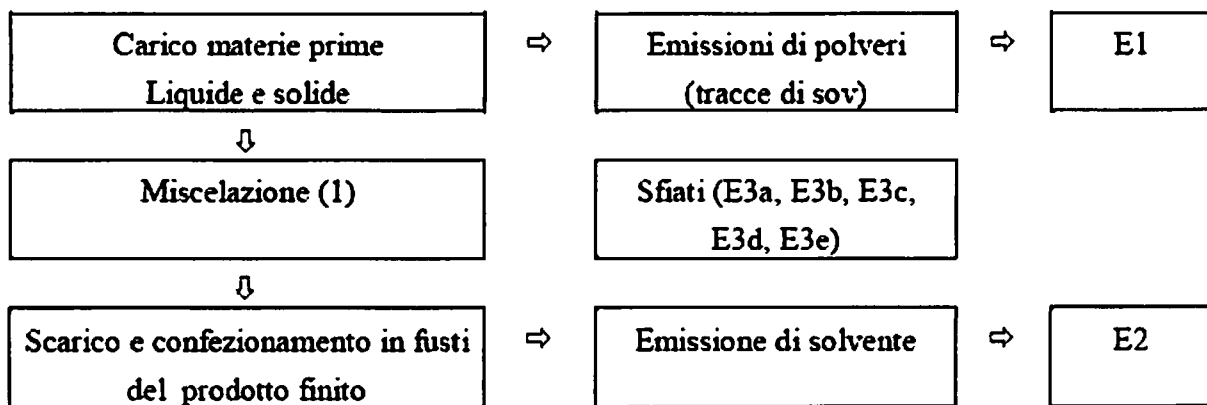 Carico materie prime
Liquide e solide
⇨
Emissioni di polveri
(tracce di sov)
⇨
E1
⇩
Miscelazione (1)
Sfiati (E3a, E3b, E3c,
E3d, E3e)
⇩
Scarico e confezionamento in fusti
del prodotto finito
⇨
Emissione di solvente
⇨
E2